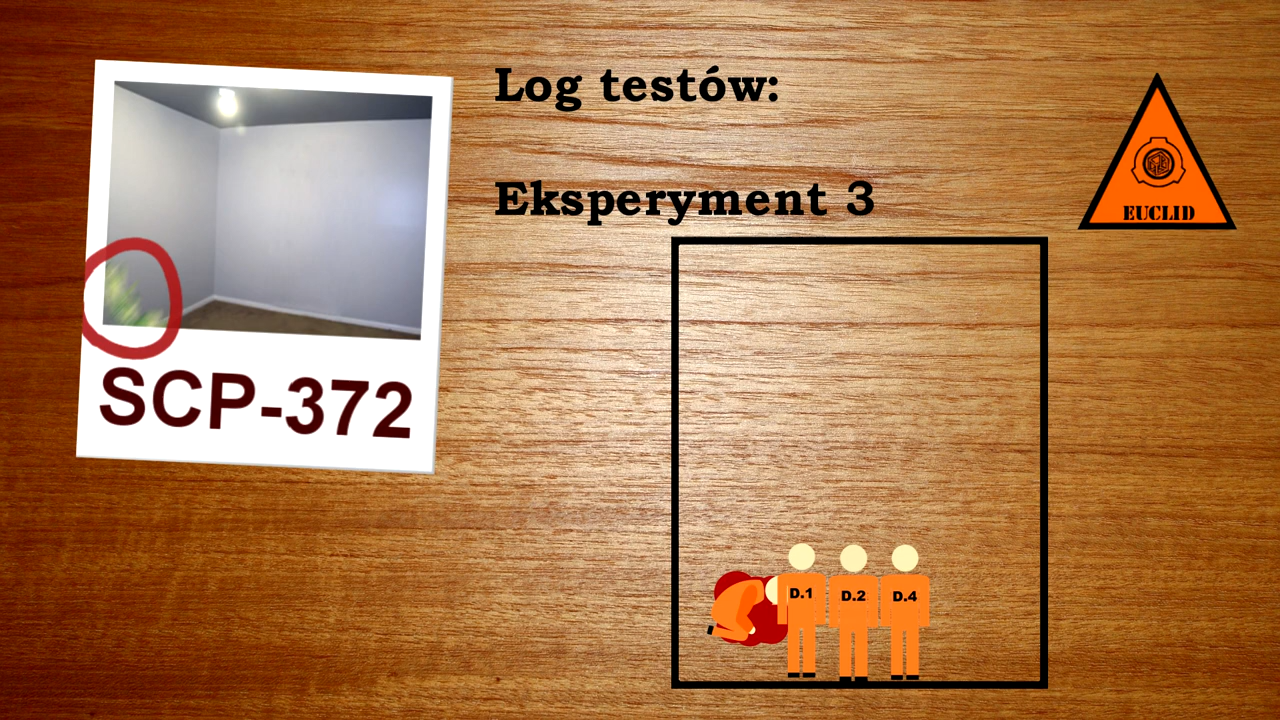 Log testów:
Eksperyment 3
EUCLID
SCP-372
D.1
D.2
D.4